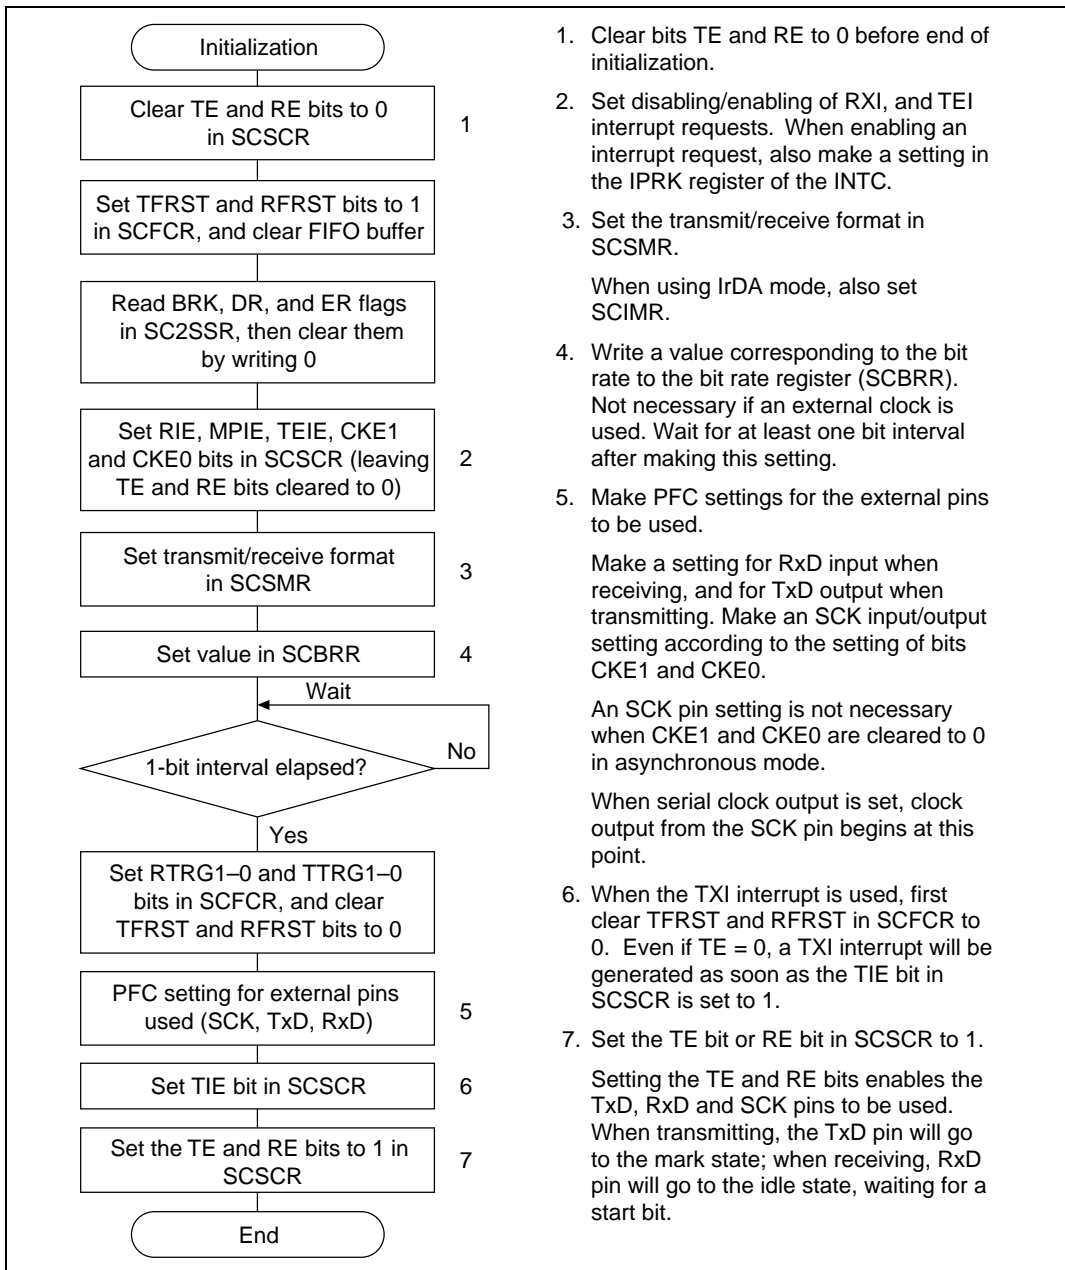 Initialization
Clear TE and RE bits to 0
in SCSCR
1
Set TFRST and RFRST bits to 1
in SCFCR, and clear FIFO buffer
Read BRK, DR, and ER flags
in SC2SSR, then clear them
by writing 0
Set RIE, MPIE, TEIE, CKE1
and CKE0 bits in SCSCR (leaving
TE and RE bits cleared to 0)
2
Set transmit/receive format
in SCSMR
3
Set value in SCBRR
4
Wait
1-bit interval elapsed?
No
Yes
Set RTRG1–0 and TTRG1–0
bits in SCFCR, and clear
TFRST and RFRST bits to 0
PFC setting for external pins
used (SCK, TxD, RxD)
5
Set TIE bit in SCSCR
6
Set the TE and RE bits to 1 in
SCSCR
7
End
1. Clear bits TE and RE to 0 before end of
initialization.
2. Set disabling/enabling of RXI, and TEI
interrupt requests. When enabling an
interrupt request, also make a setting in
the IPRK register of the INTC.
3. Set the transmit/receive format in
SCSMR.
When using IrDA mode, also set
SCIMR.
4. Write a value corresponding to the bit
rate to the bit rate register (SCBRR).
Not necessary if an external clock is
used. Wait for at least one bit interval
after making this setting.
5. Make PFC settings for the external pins
to be used.
Make a setting for RxD input when
receiving, and for TxD output when
transmitting. Make an SCK input/output
setting according to the setting of bits
CKE1 and CKE0.
An SCK pin setting is not necessary
when CKE1 and CKE0 are cleared to 0
in asynchronous mode.
When serial clock output is set, clock
output from the SCK pin begins at this
point.
6. When the TXI interrupt is used, first
clear TFRST and RFRST in SCFCR to
0. Even if TE = 0, a TXI interrupt will be
generated as soon as the TIE bit in
SCSCR is set to 1.
7. Set the TE bit or RE bit in SCSCR to 1.
Setting the TE and RE bits enables the
TxD, RxD and SCK pins to be used.
When transmitting, the TxD pin will go
to the mark state; when receiving, RxD
pin will go to the idle state, waiting for a
start bit.